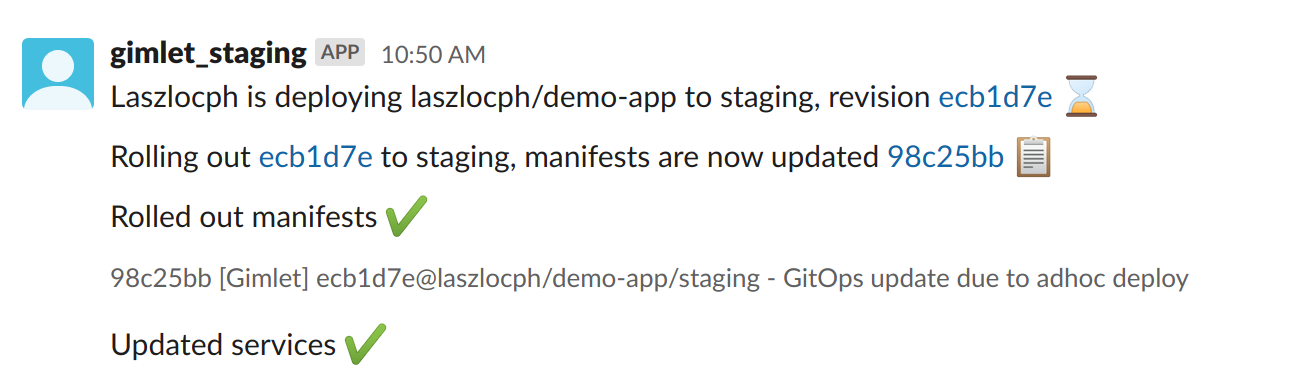 gimlet_staging APP 10:50 AM
Laszlocph is deploying laszlocph/demo-app to staging, revision ecb1d7e ⏳
Rolling out ecb1d7e to staging, manifests are now updated 98c25bb 📋
Rolled out manifests ✔
98c25bb [Gimlet] ecb1d7e@laszlocph/demo-app/staging - GitOps update due to adhoc deploy
Updated services ✔